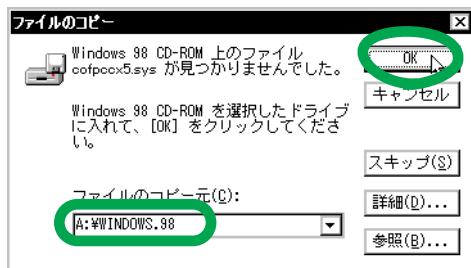 ファイルのコピー
Windows 98 CD-ROM 上のファイル
cofpccx5.sys が見つかりませんでした。
Windows 98 CD-ROM を選択したドライブ
に入れて、[OK] をクリックしてくださ
い。
ファイルのコピー元(C):
A:¥WINDOWS.98
OK
キャンセル
スキップ(S)
詳細(D)...
参照(B)...